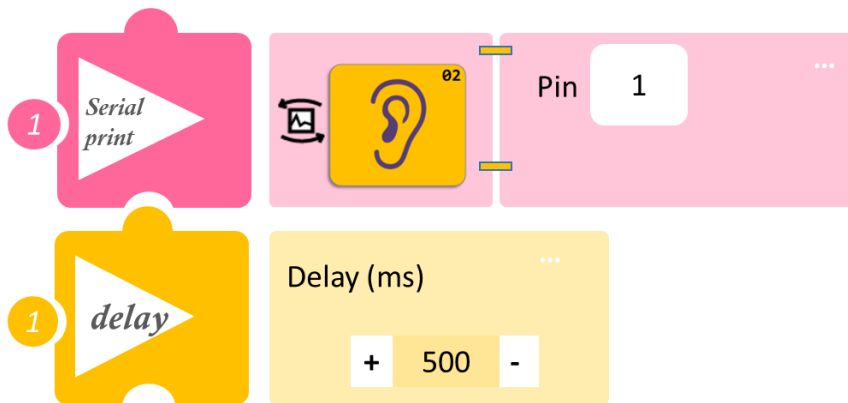 1
Serial
print
02
Pin
1
...
1
delay
Delay (ms)
...
+ 500 -